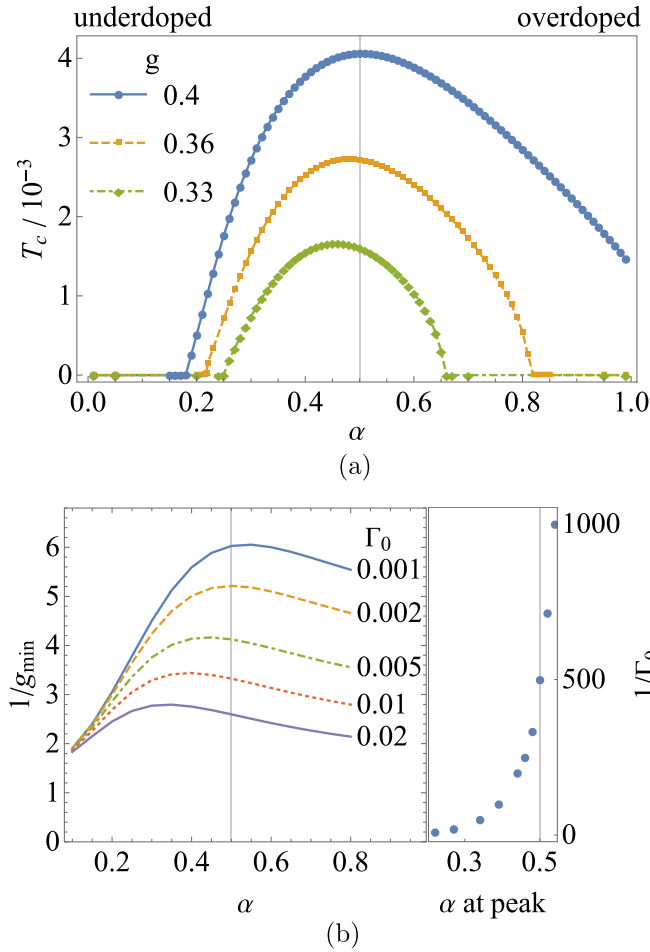 underdoped overdoped
g
0.4
0.36
0.33
T_c / 10^{-3}
4
3
2
1
0
0.0 0.2 0.4 0.6 0.8 1.0
α
(a)
Γ_0
0.001
0.002
0.005
0.01
0.02
1/g_min
6
5
4
3
2
1
0
0.2 0.4 0.6 0.8
α
1000
500
0
1/Γ_0
0.3 0.5
α at peak
(b)